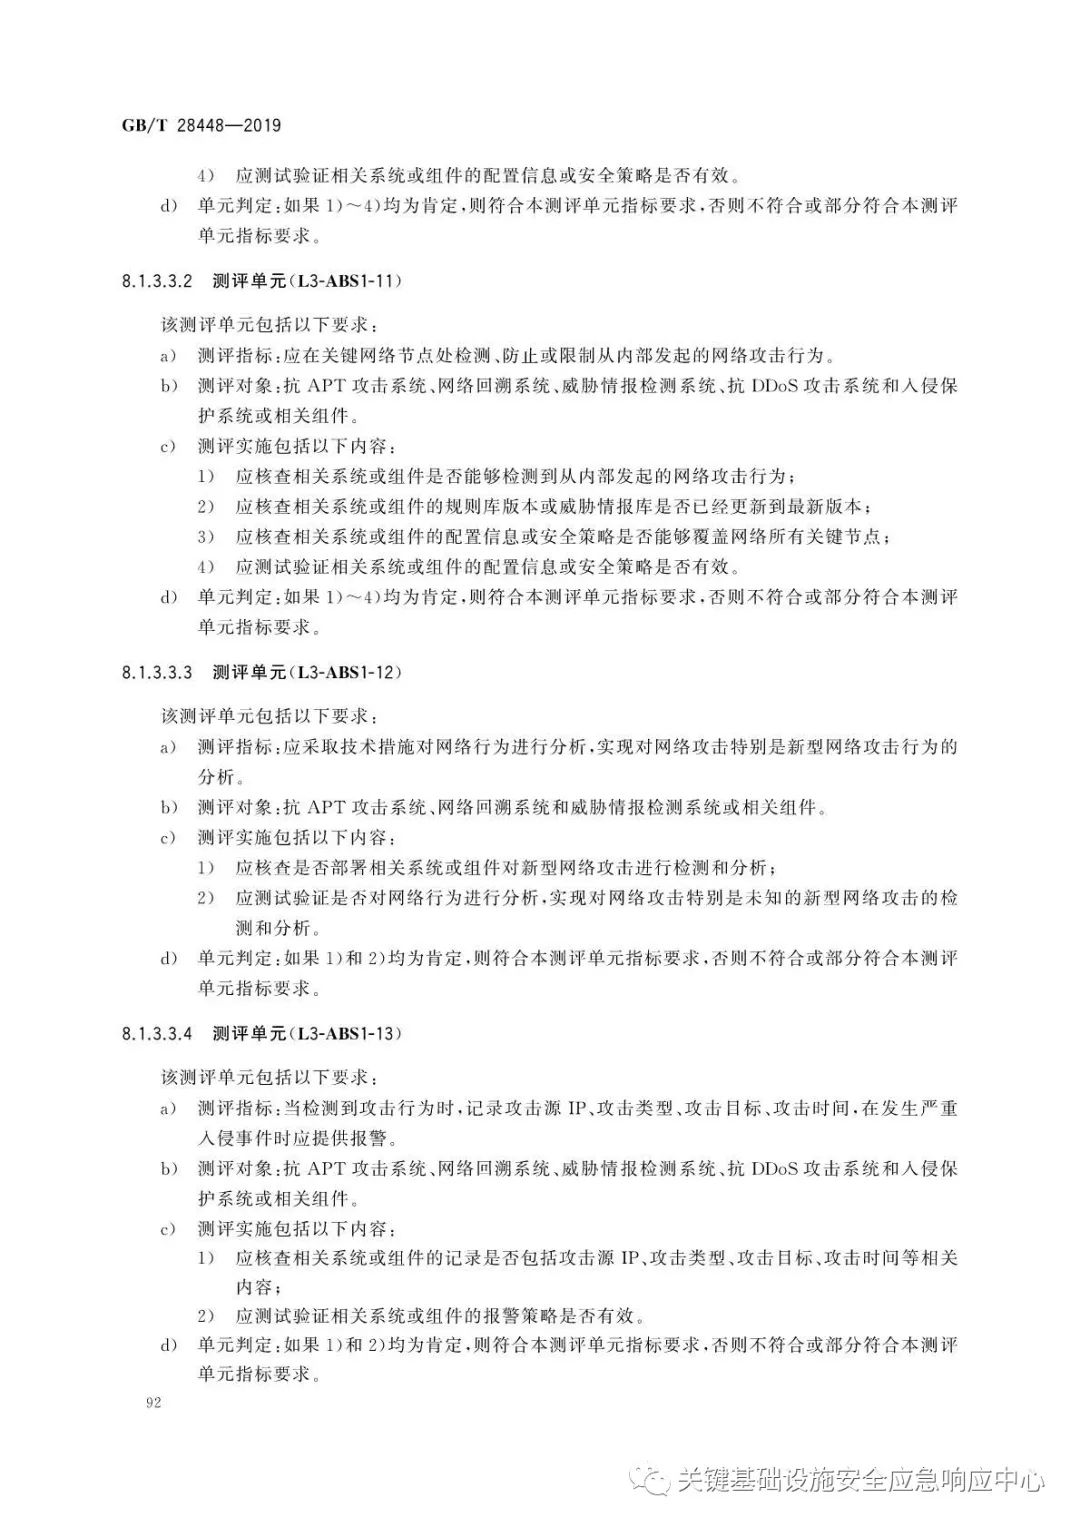 GB/T 28448—2019
4) 应测试验证相关系统或组件的配置信息或安全策略是否有效。
d) 单元判定:如果1)~4)均为肯定,则符合本测评单元指标要求,否则不符合或部分符合本测评
单元指标要求。
8.1.3.3.2 测评单元(L3-ABS1-11)
该测评单元包括以下要求:
a) 测评指标:应在关键网络节点处检测、防止或限制从内部发起的网络攻击行为。
b) 测评对象:抗 APT 攻击系统、网络回溯系统、威胁情报检测系统、抗 DDoS 攻击系统和入侵保
护系统或相关组件。
c) 测评实施包括以下内容:
1) 应核查相关系统或组件是否能够检测到从内部发起的网络攻击行为;
2) 应核查相关系统或组件的规则库版本或威胁情报库是否已经更新到最新版本;
3) 应核查相关系统或组件的配置信息或安全策略是否能够覆盖网络所有关键节点;
4) 应测试验证相关系统或组件的配置信息或安全策略是否有效。
d) 单元判定:如果1)~4)均为肯定,则符合本测评单元指标要求,否则不符合或部分符合本测评
单元指标要求。
8.1.3.3.3 测评单元(L3-ABS1-12)
该测评单元包括以下要求:
a) 测评指标:应采取技术措施对网络行为进行分析,实现对网络攻击特别是新型网络攻击行为的
分析。
b) 测评对象:抗 APT 攻击系统、网络回溯系统和威胁情报检测系统或相关组件。
c) 测评实施包括以下内容:
1) 应核查是否部署相关系统或组件对新型网络攻击进行检测和分析;
2) 应测试验证是否对网络行为进行分析,实现对网络攻击特别是未知的新型网络攻击的检
测和分析。
d) 单元判定:如果1)和2)均为肯定,则符合本测评单元指标要求,否则不符合或部分符合本测评
单元指标要求。
8.1.3.3.4 测评单元(L3-ABS1-13)
该测评单元包括以下要求:
a) 测评指标:当检测到攻击行为时,记录攻击源 IP、攻击类型、攻击目标、攻击时间,在发生严重
入侵事件时应提供报警。
b) 测评对象:抗 APT 攻击系统、网络回溯系统、威胁情报检测系统、抗 DDoS 攻击系统和入侵保
护系统或相关组件。
c) 测评实施包括以下内容:
1) 应核查相关系统或组件的记录是否包括攻击源 IP、攻击类型、攻击目标、攻击时间等相关
内容;
2) 应测试验证相关系统或组件的报警策略是否有效。
d) 单元判定:如果1)和2)均为肯定,则符合本测评单元指标要求,否则不符合或部分符合本测评
单元指标要求。
92
关键基础设施安全应急响应中心